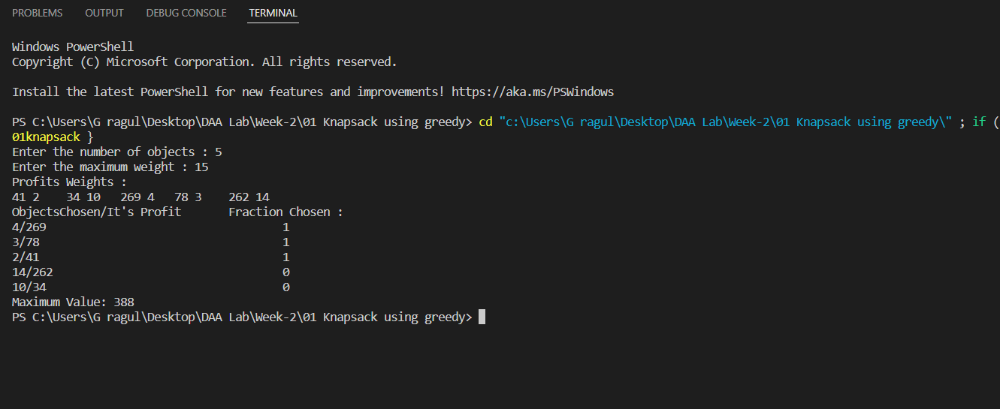 PROBLEMS OUTPUT DEBUG CONSOLE TERMINAL
Windows PowerShell
Copyright (C) Microsoft Corporation. All rights reserved.
Install the latest PowerShell for new features and improvements! https://aka.ms/PSWindows
PS C:\Users\G ragul\Desktop\DAA Lab\Week-2\01 Knapsack using greedy> cd "c:\Users\G ragul\Desktop\DAA Lab\Week-2\01 Knapsack using greedy\" ; if (
01knapsack }
Enter the number of objects : 5
Enter the maximum weight : 15
Profits Weights :
41 2 34 10 269 4 78 3 262 14
ObjectsChosen/It's Profit Fraction Chosen :
4/269 1
3/78 1
2/41 1
14/262 0
10/34 0
Maximum Value: 388
PS C:\Users\G ragul\Desktop\DAA Lab\Week-2\01 Knapsack using greedy>